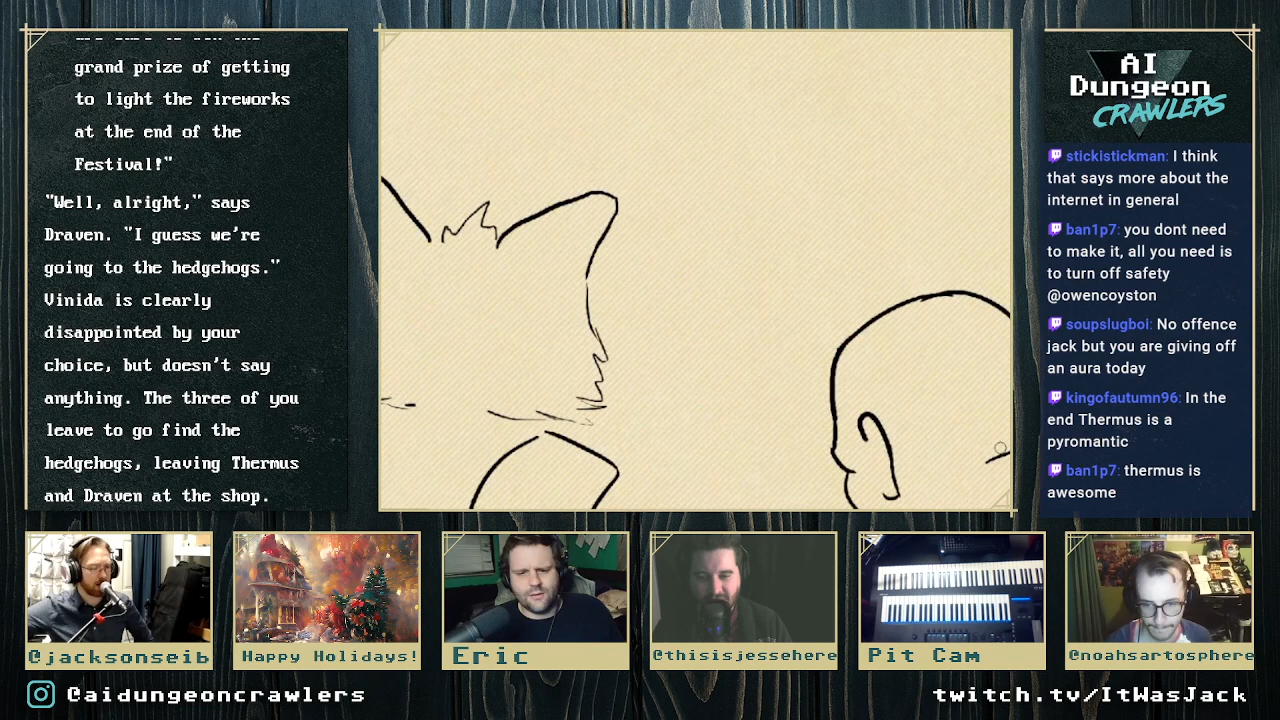 grand prize of getting
to light the fireworks
at the end of the
Festival!"
"Well, alright," says
Draven. "I guess we're
going to the hedgehogs."
Vinida is clearly
disappointed by your
choice, but doesn't say
anything. The three of you
leave to go find the
hedgehogs, leaving Thermus
and Draven at the shop.
AI
Dungeon
CRAWLERS
stickistickman: I think
that says more about the
internet in general
ban1p7: you dont need
to make it, all you need is
to turn off safety
@owencoyston
soupslugboi: No offence
jack but you are giving off
an aura today
kingofautumn96: In the
end Thermus is a
pyromantic
ban1p7: thermus is
awesome
@jacksonseib
Happy Holidays!
Eric
@thisisjessehere
Pit Cam
@noahsartosphere
@aidungeoncrawlers
twitch.tv/ItWasJack